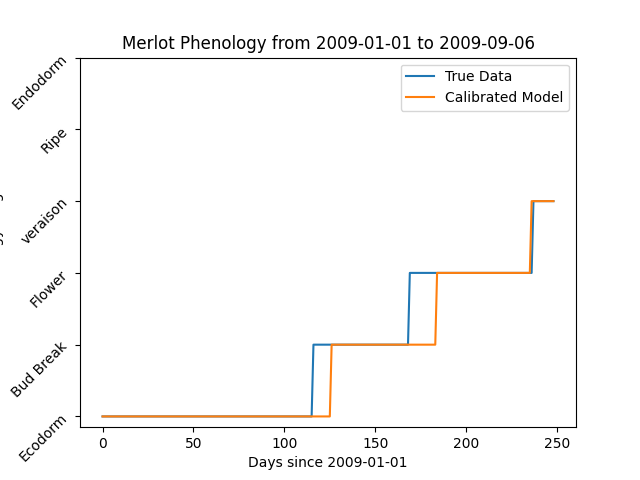 Merlot Phenology from 2009-01-01 to 2009-09-06
True Data
Calibrated Model
Endodorm
Ripe
veraison
Flower
Bud Break
Ecodorm
0 50 100 150 200 250
Days since 2009-01-01